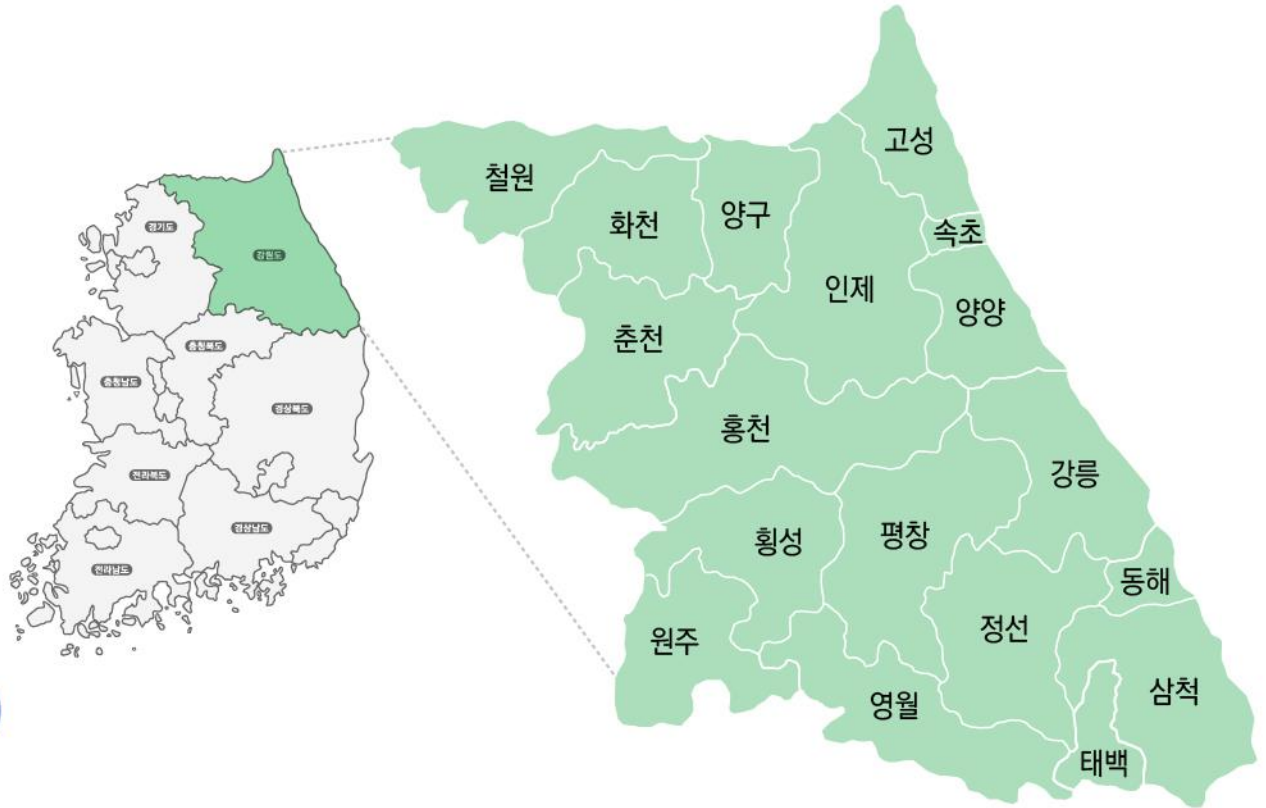 경기도
강원도
충청북도
충청남도
경상북도
전라북도
경상남도
전라남도
고성
철원
화천
양구
속초
인제
양양
춘천
홍천
강릉
횡성
평창
동해
정선
원주
삼척
영월
태백